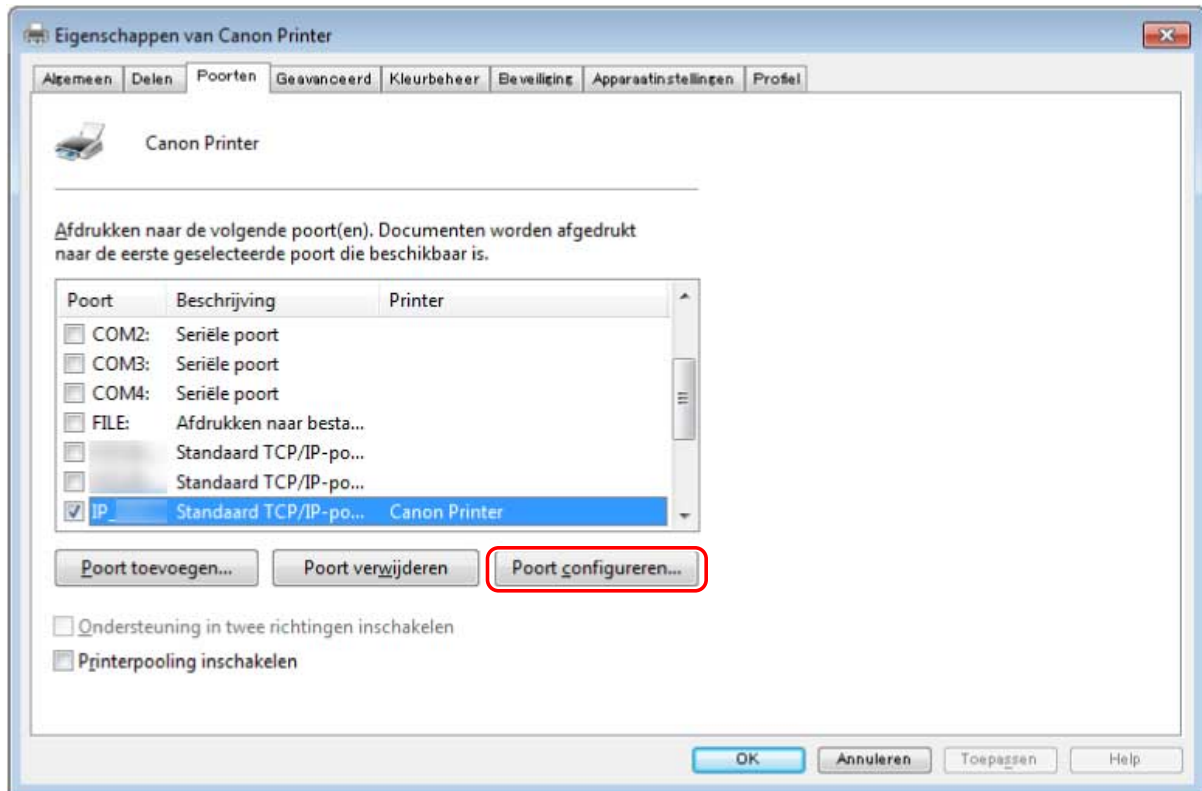 Eigenschappen van Canon Printer
Algemeen Delen Poorten Geavanceerd Kleurbeheer Beveiliging Apparaatinstellingen Profiel
Canon Printer
Afdrukken naar de volgende poort(en). Documenten worden afgedrukt
naar de eerste geselecteerde poort die beschikbaar is.
Poort Beschrijving Printer
COM2: Seriële poort
COM3: Seriële poort
COM4: Seriële poort
FILE: Afdrukken naar besta...
Standaard TCP/IP-po...
Standaard TCP/IP-po...
IP_ Standaard TCP/IP-po... Canon Printer
Poort toevoegen... Poort verwijderen Poort configureren...
Ondersteuning in twee richtingen inschakelen
Printerpooling inschakelen
OK Annuleren Toepassen Help